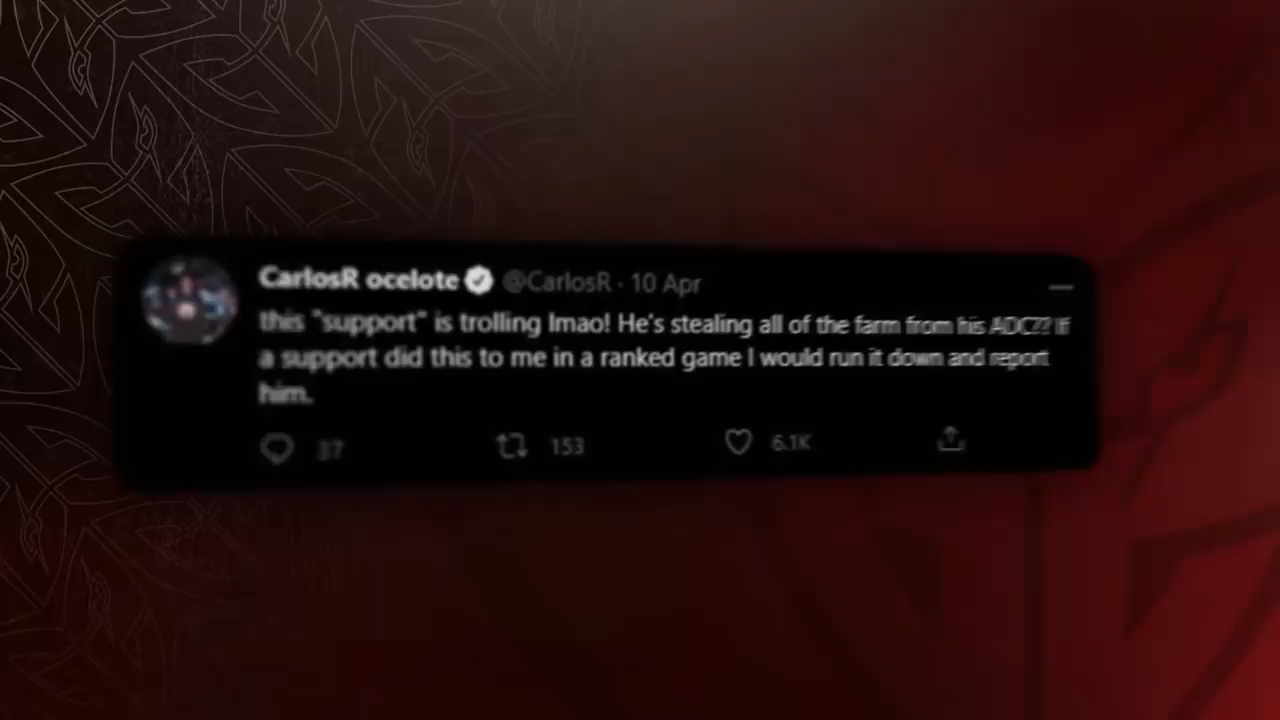 CarlosR ocelote @CarlosR · 10 Apr
this "support" is trolling lmao! He's stealing all of the farm from his ADC?? If
a support did this to me in a ranked game I would run it down and report
him.
37 153 6.1K